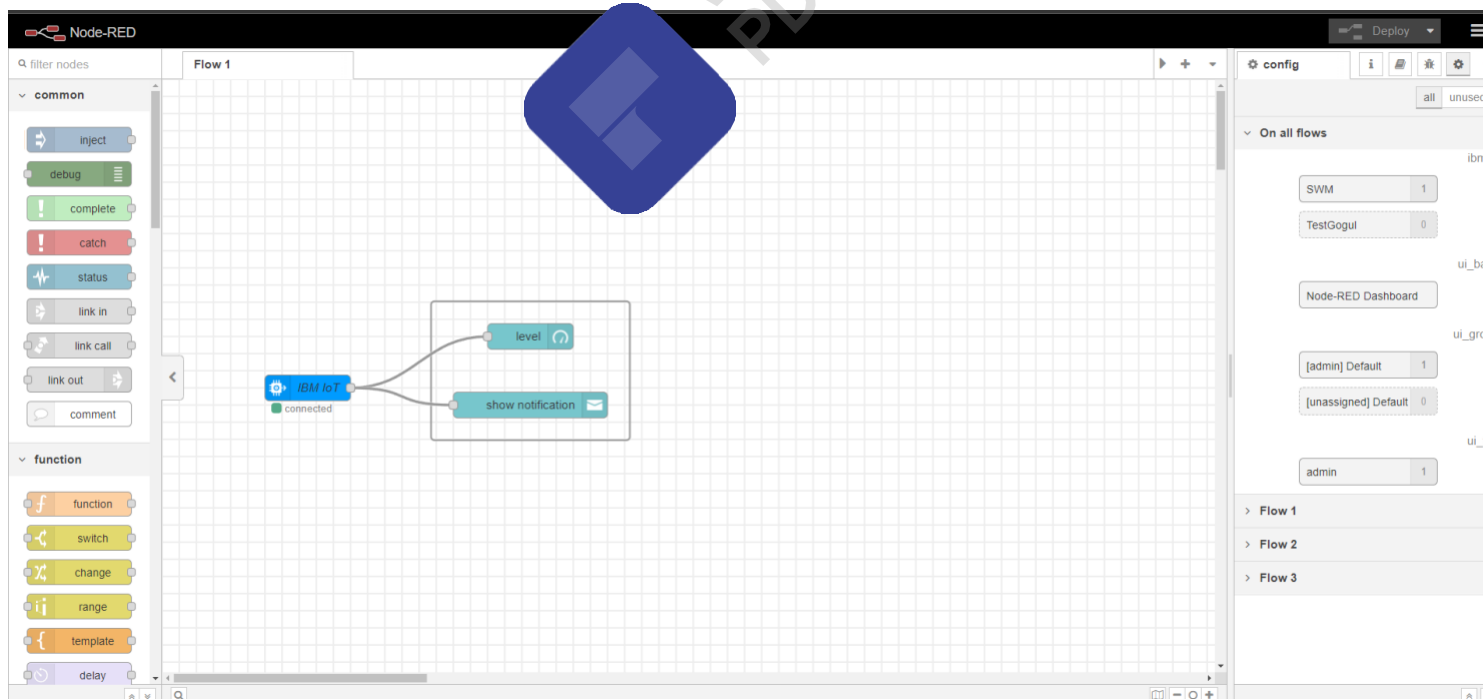 Node-RED
Deploy
filter nodes
Flow 1
config
i
all unused
common
On all flows
inject
debug
complete
catch
status
link in
link call
link out
comment
function
function
switch
change
range
template
delay
IBM IoT
connected
level
show notification
SWM 1
TestGogul 0
Node-RED Dashboard
[admin] Default 1
[unassigned] Default 0
admin 1
Flow 1
Flow 2
Flow 3